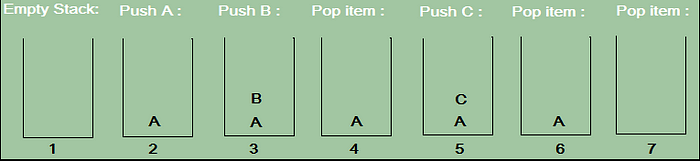 Empty Stack: Push A : Push B : Pop item : Push C : Pop item : Pop item :
B C
A A A A A
1 2 3 4 5 6 7